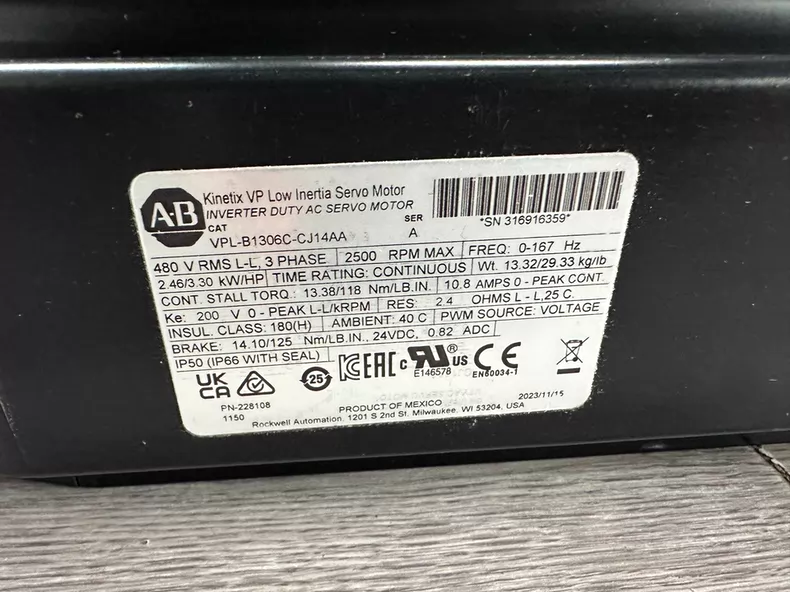 A-B
Kinetix VP Low Inertia Servo Motor
INVERTER DUTY AC SERVO MOTOR
CAT
SER
VPL-B1306C-CJ14AA
A
*SN 316916359*
480 V RMS L-L, 3 PHASE 2500 RPM MAX FREQ: 0-167 Hz
2.46/3.30 kW/HP TIME RATING: CONTINUOUS Wt. 13.32/29.33 kg/lb
CONT. STALL TORQ.: 13.38/118 Nm/LB.IN. 10.8 AMPS 0 - PEAK CONT.
Ke: 200 V 0 - PEAK L-L/kRPM RES: 2.4 OHMS L - L,25 C.
INSUL. CLASS: 180(H) AMBIENT: 40 C PWM SOURCE: VOLTAGE
BRAKE: 14.10/125 Nm/LB.IN., 24VDC, 0.82 ADC
IP50 (IP66 WITH SEAL)
UK
CA
25
EAC
c RU ® US
E146578
CE
EN60034-1
PN-228108
1150
PRODUCT OF MEXICO
2023/11/15
Rockwell Automation, 1201 S 2nd St. Milwaukee, WI 53204, USA